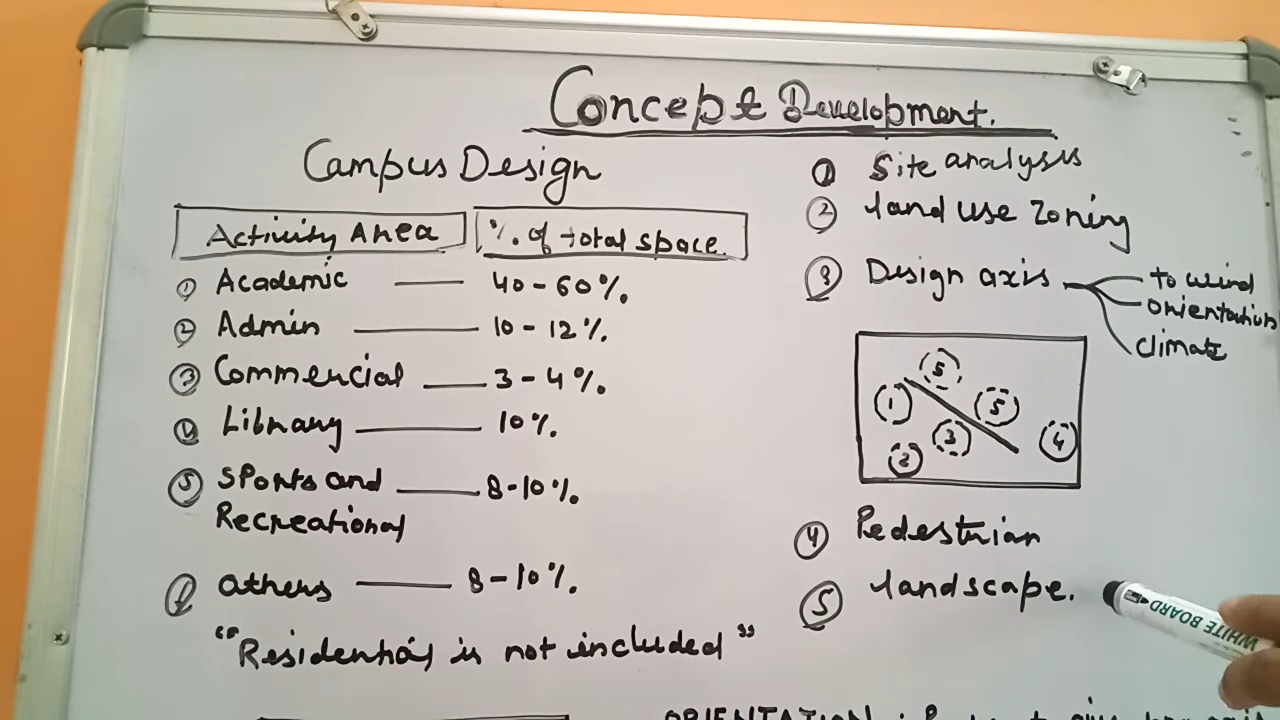 Concept Development.
Campus Design
Activity Area % of total space
① Academic 40-60%.
② Admin 10-12%.
③ Commercial 3-4%.
④ Library 10%.
⑤ Sports and 8-10%.
Recreational
others 8-10%.
"Residential is not included"
① Site analysis
② land use zoning
③ Design axis
to wind
orientation
climate
5
1 5
3 4
2
④ Pedestrian
⑤ landscape.
WHITE BOARD
ORIENTATION :